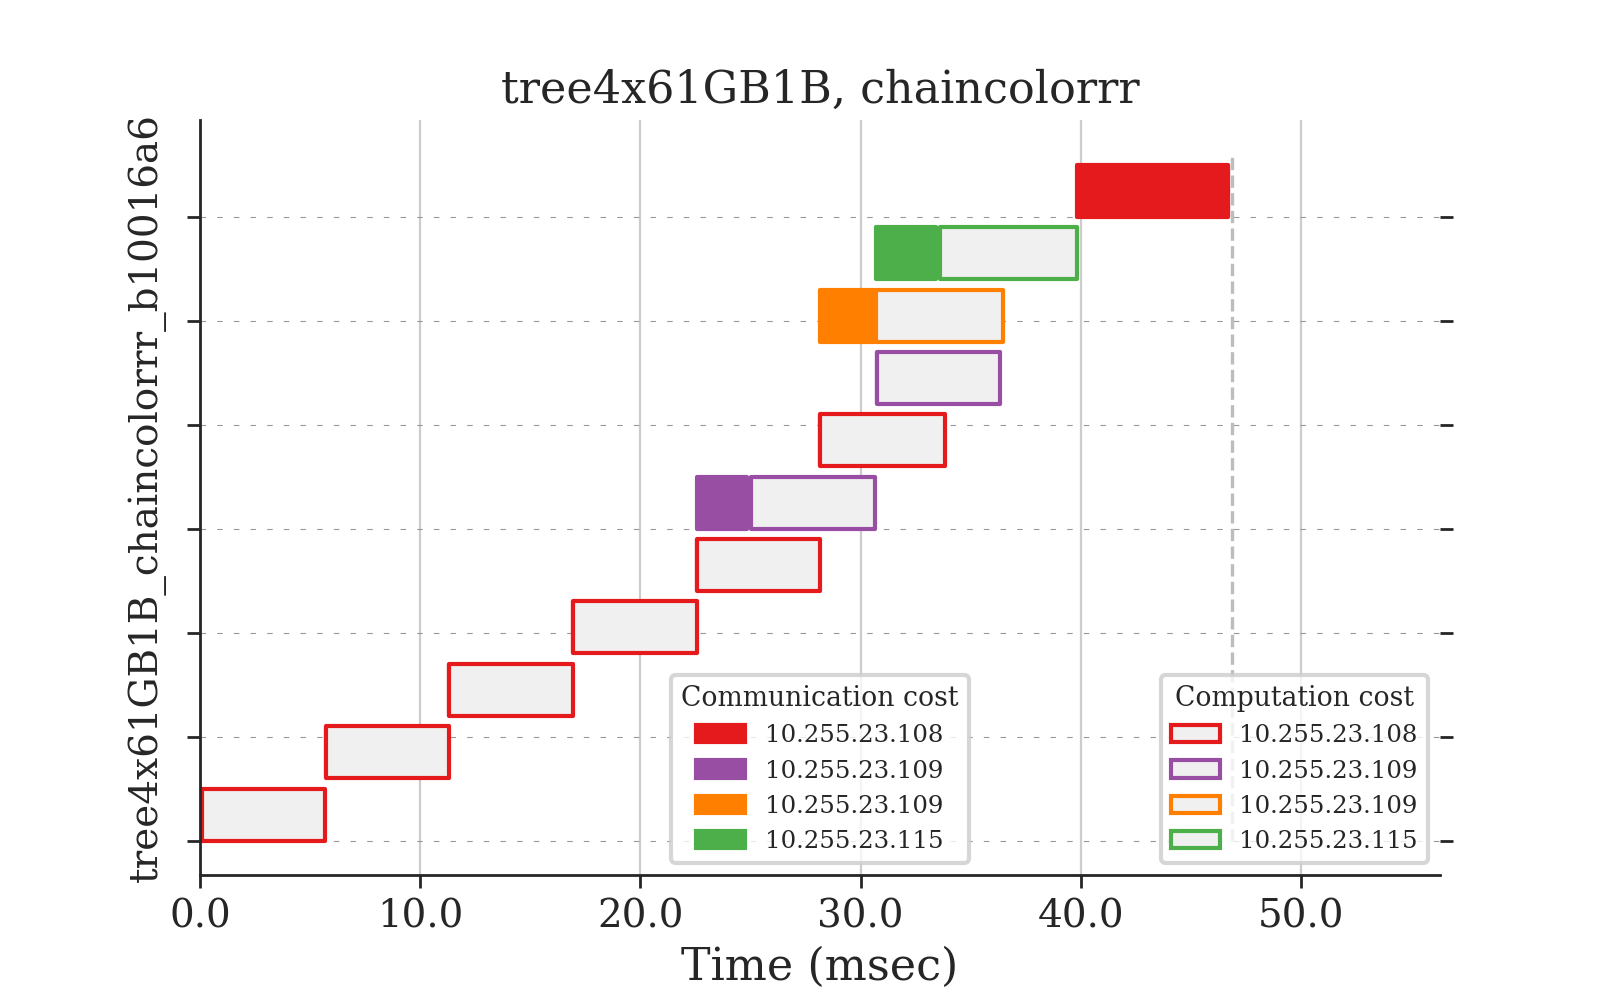 tree4x61GB1B, chaincolorrr
tree4x61GB1B_chaincolorrr_b10016a6
Communication cost
10.255.23.108
10.255.23.109
10.255.23.109
10.255.23.115
Computation cost
10.255.23.108
10.255.23.109
10.255.23.109
10.255.23.115
0.0 10.0 20.0 30.0 40.0 50.0
Time (msec)